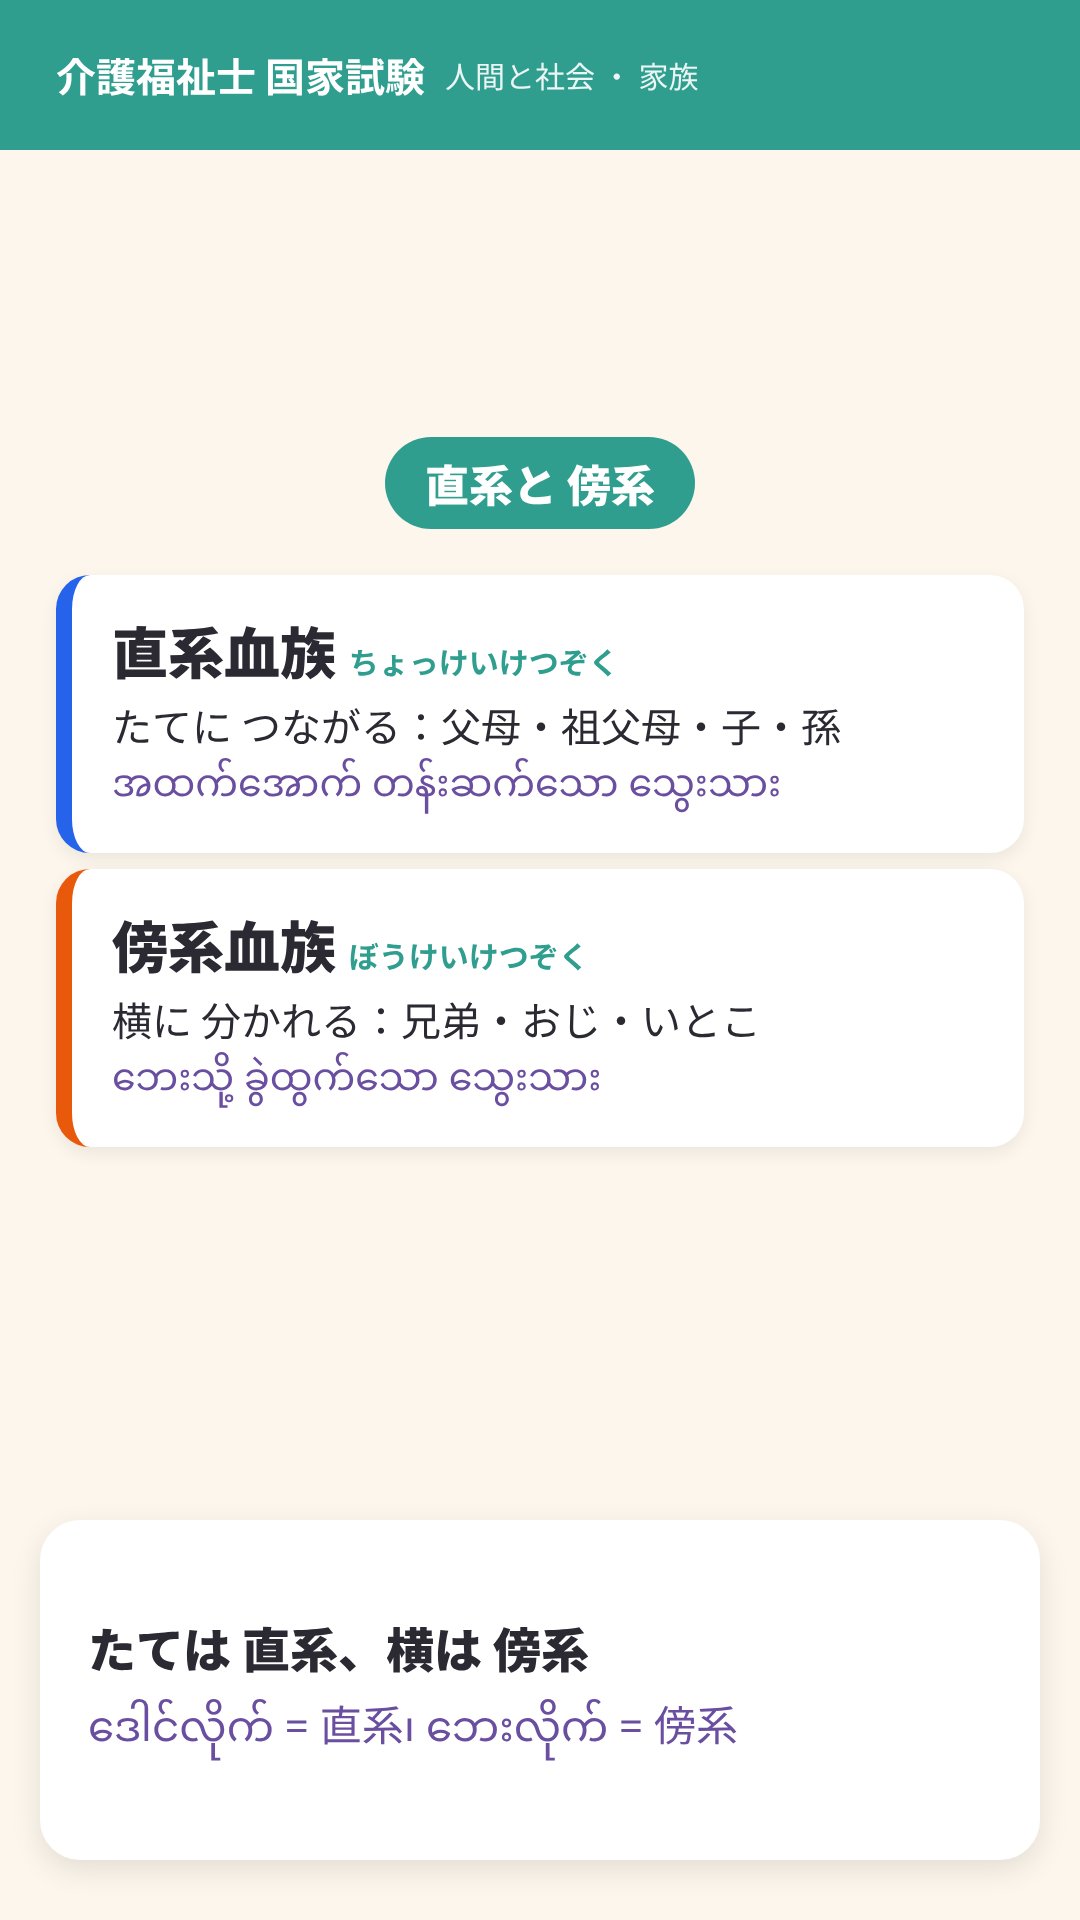 介護福祉士 国家試験 人間と社会 ・ 家族
直系と 傍系
直系血族 ちょっけいけつぞく
たてに つながる：父母・祖父母・子・孫
အထက်အောက် တန်းဆက်သော သွေးသား
傍系血族 ぼうけいけつぞく
横に 分かれる：兄弟・おじ・いとこ
ဘေးသို့ ခွဲထွက်သော သွေးသား
たては 直系、横は 傍系
ဒေါင်လိုက် = 直系၊ ဘေးလိုက် = 傍系